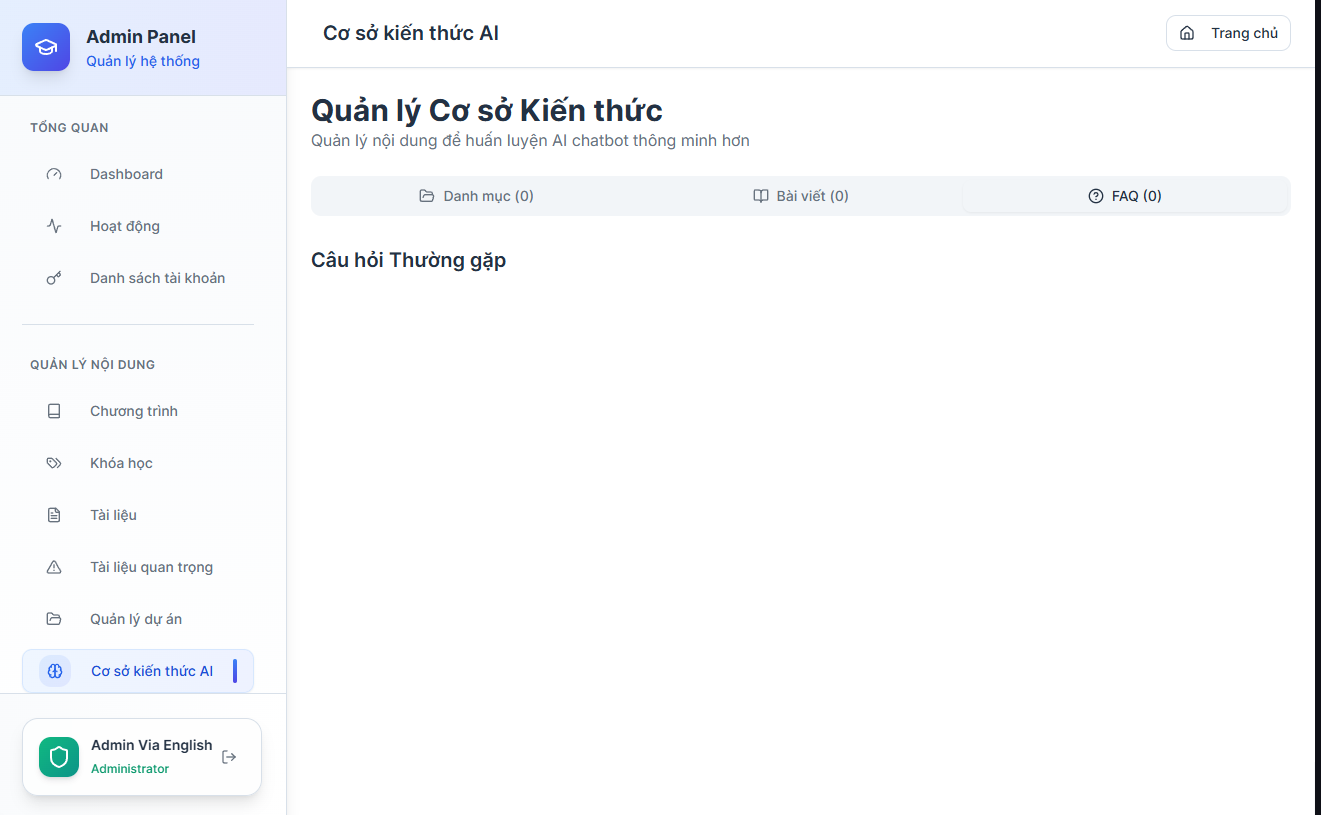 Admin Panel
Quản lý hệ thống
TỔNG QUAN
Dashboard
Hoạt động
Danh sách tài khoản
QUẢN LÝ NỘI DUNG
Chương trình
Khóa học
Tài liệu
Tài liệu quan trọng
Quản lý dự án
Cơ sở kiến thức AI
Admin Via English
Administrator
Cơ sở kiến thức AI
Trang chủ
Quản lý Cơ sở Kiến thức
Quản lý nội dung để huấn luyện AI chatbot thông minh hơn
Danh mục (0)
Bài viết (0)
FAQ (0)
Câu hỏi Thường gặp